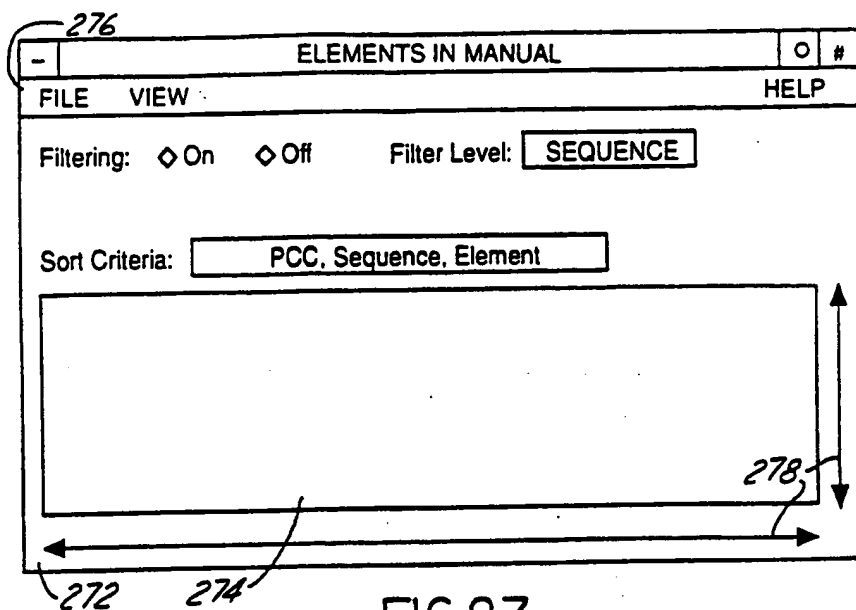 276
- ELEMENTS IN MANUAL O #
FILE VIEW HELP
Filtering: On Off Filter Level: SEQUENCE
Sort Criteria: PCC, Sequence, Element
278
272 274